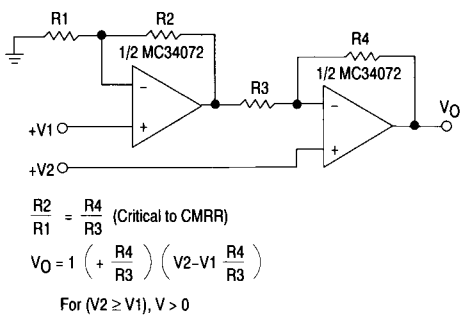 R1
R2
1/2 MC34072
R4
1/2 MC34072
R3
VO
−
+
−
+
+V1
+V2
R2/R1 = R4/R3 (Critical to CMRR)
VO = 1 ( + R4/R3 ) ( V2−V1 R4/R3 )
For (V2 ≥ V1), V > 0